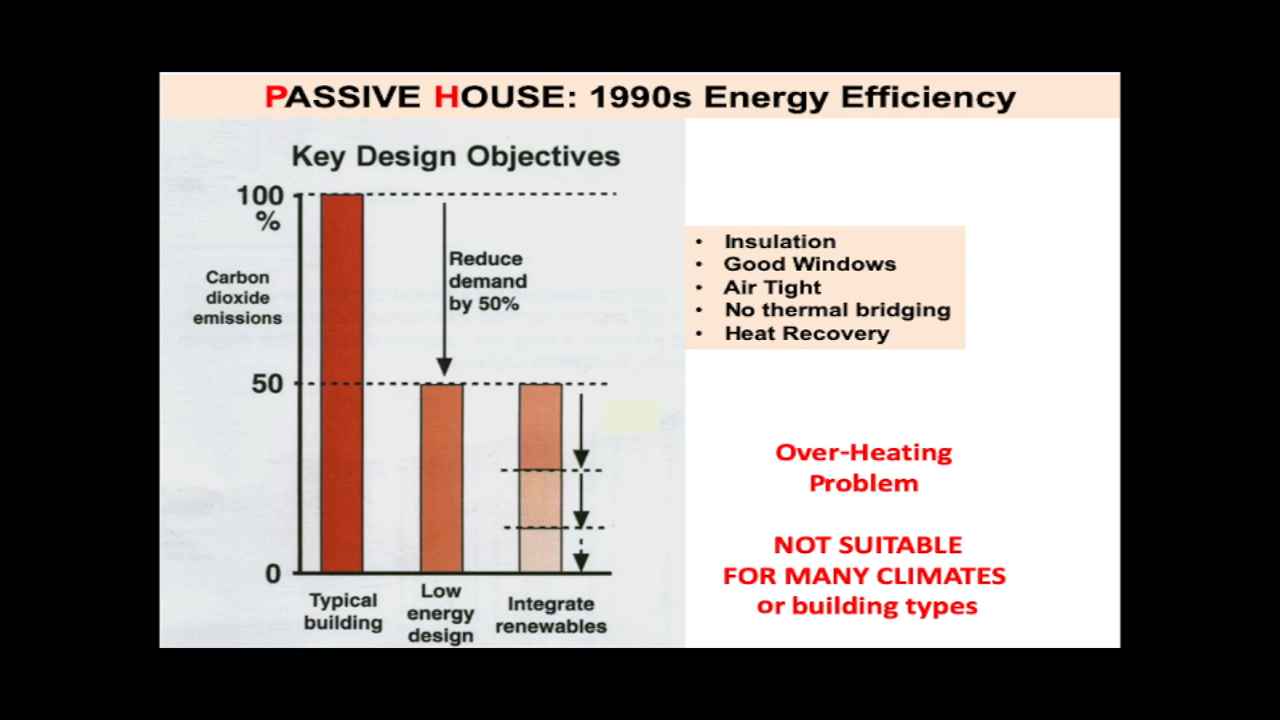 PASSIVE HOUSE: 1990s Energy Efficiency
Key Design Objectives
100
%
Carbon
dioxide
emissions
Reduce
demand
by 50%
50
0
Typical
building
Low
energy
design
Integrate
renewables
• Insulation
• Good Windows
• Air Tight
• No thermal bridging
• Heat Recovery
Over-Heating
Problem
NOT SUITABLE
FOR MANY CLIMATES
or building types